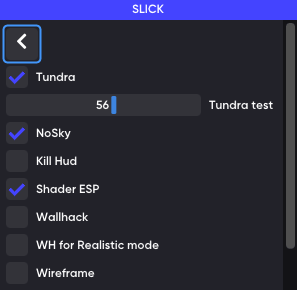 SLICK
Tundra
56 Tundra test
NoSky
Kill Hud
Shader ESP
Wallhack
WH for Realistic mode
Wireframe